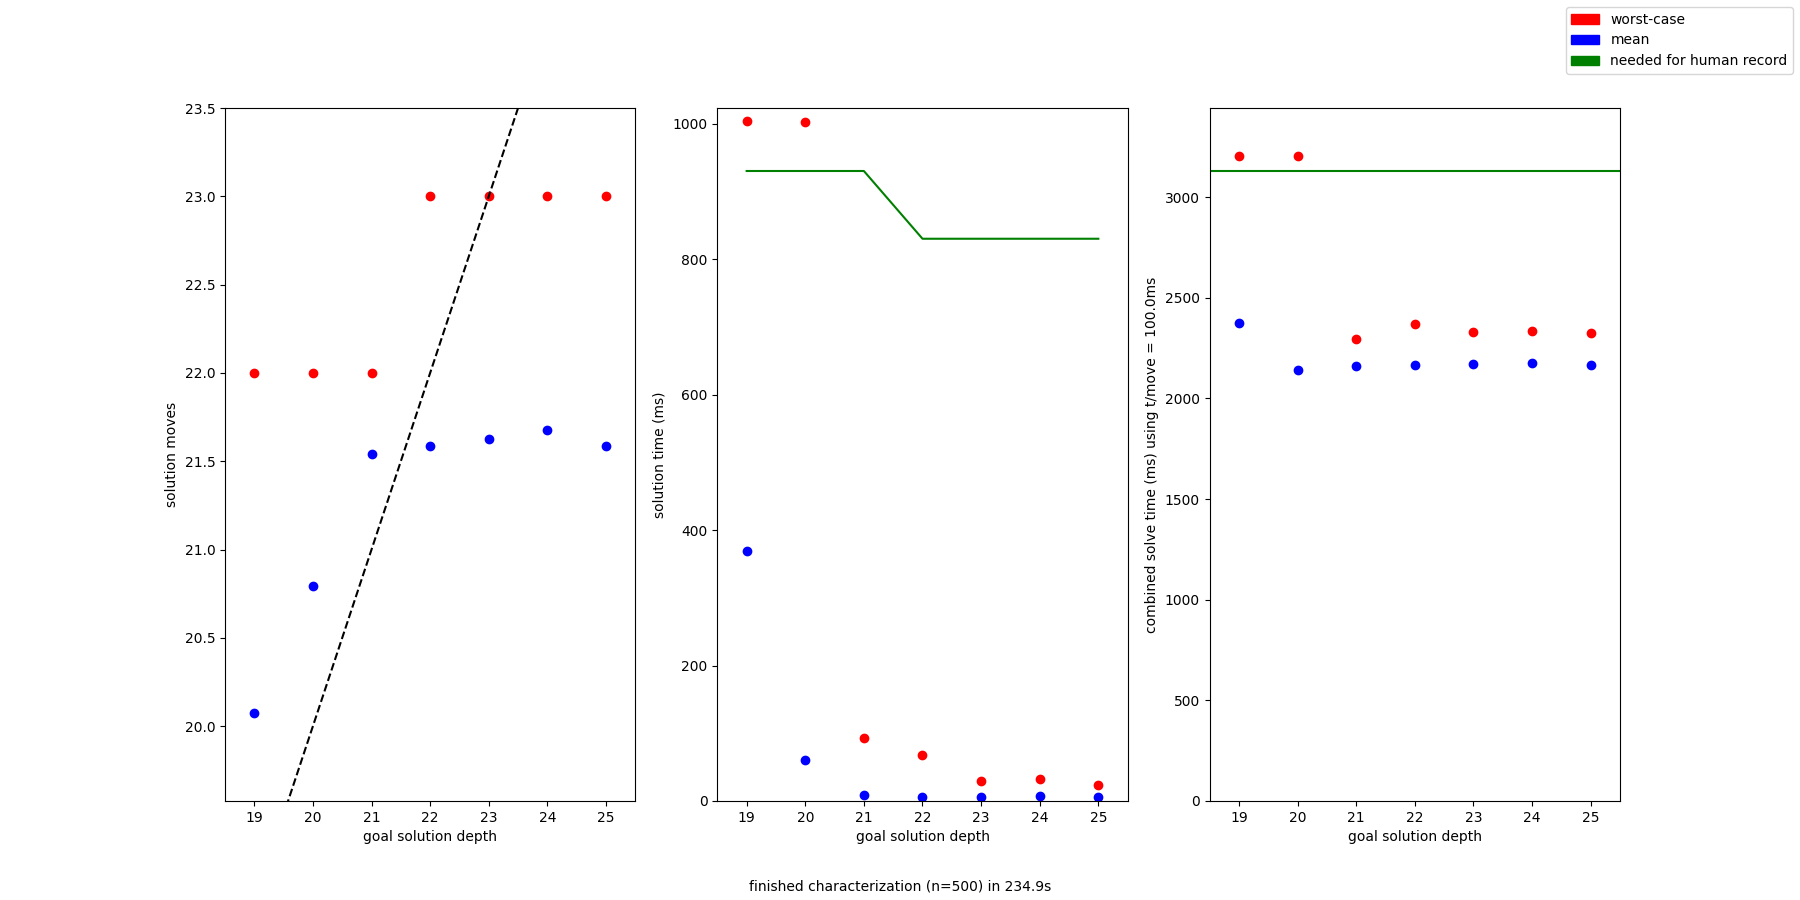 worst-case
mean
needed for human record
23.5
23.0
22.5
22.0
21.5
21.0
20.5
20.0
solution moves
19 20 21 22 23 24 25
goal solution depth
1000
800
600
400
200
0
solution time (ms)
19 20 21 22 23 24 25
goal solution depth
3000
2500
2000
1500
1000
500
0
combined solve time (ms) using t/move = 100.0ms
19 20 21 22 23 24 25
goal solution depth
finished characterization (n=500) in 234.9s